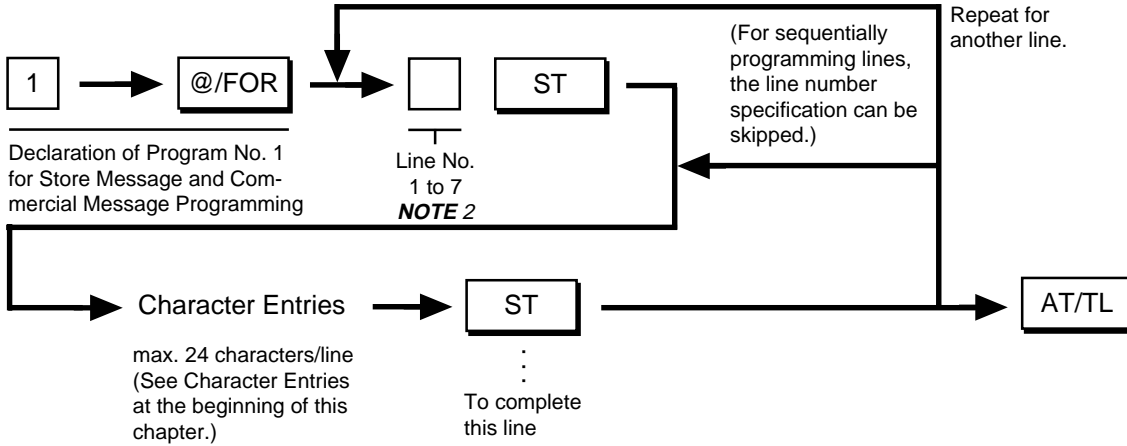 1
@/FOR
ST
Repeat for
another line.
(For sequentially
programming lines,
the line number
specification can be
skipped.)
Declaration of Program No. 1
for Store Message and Com-
mercial Message Programming
Line No.
1 to 7
NOTE 2
Character Entries
ST
AT/TL
max. 24 characters/line
(See Character Entries
at the beginning of this
chapter.)
To complete
this line